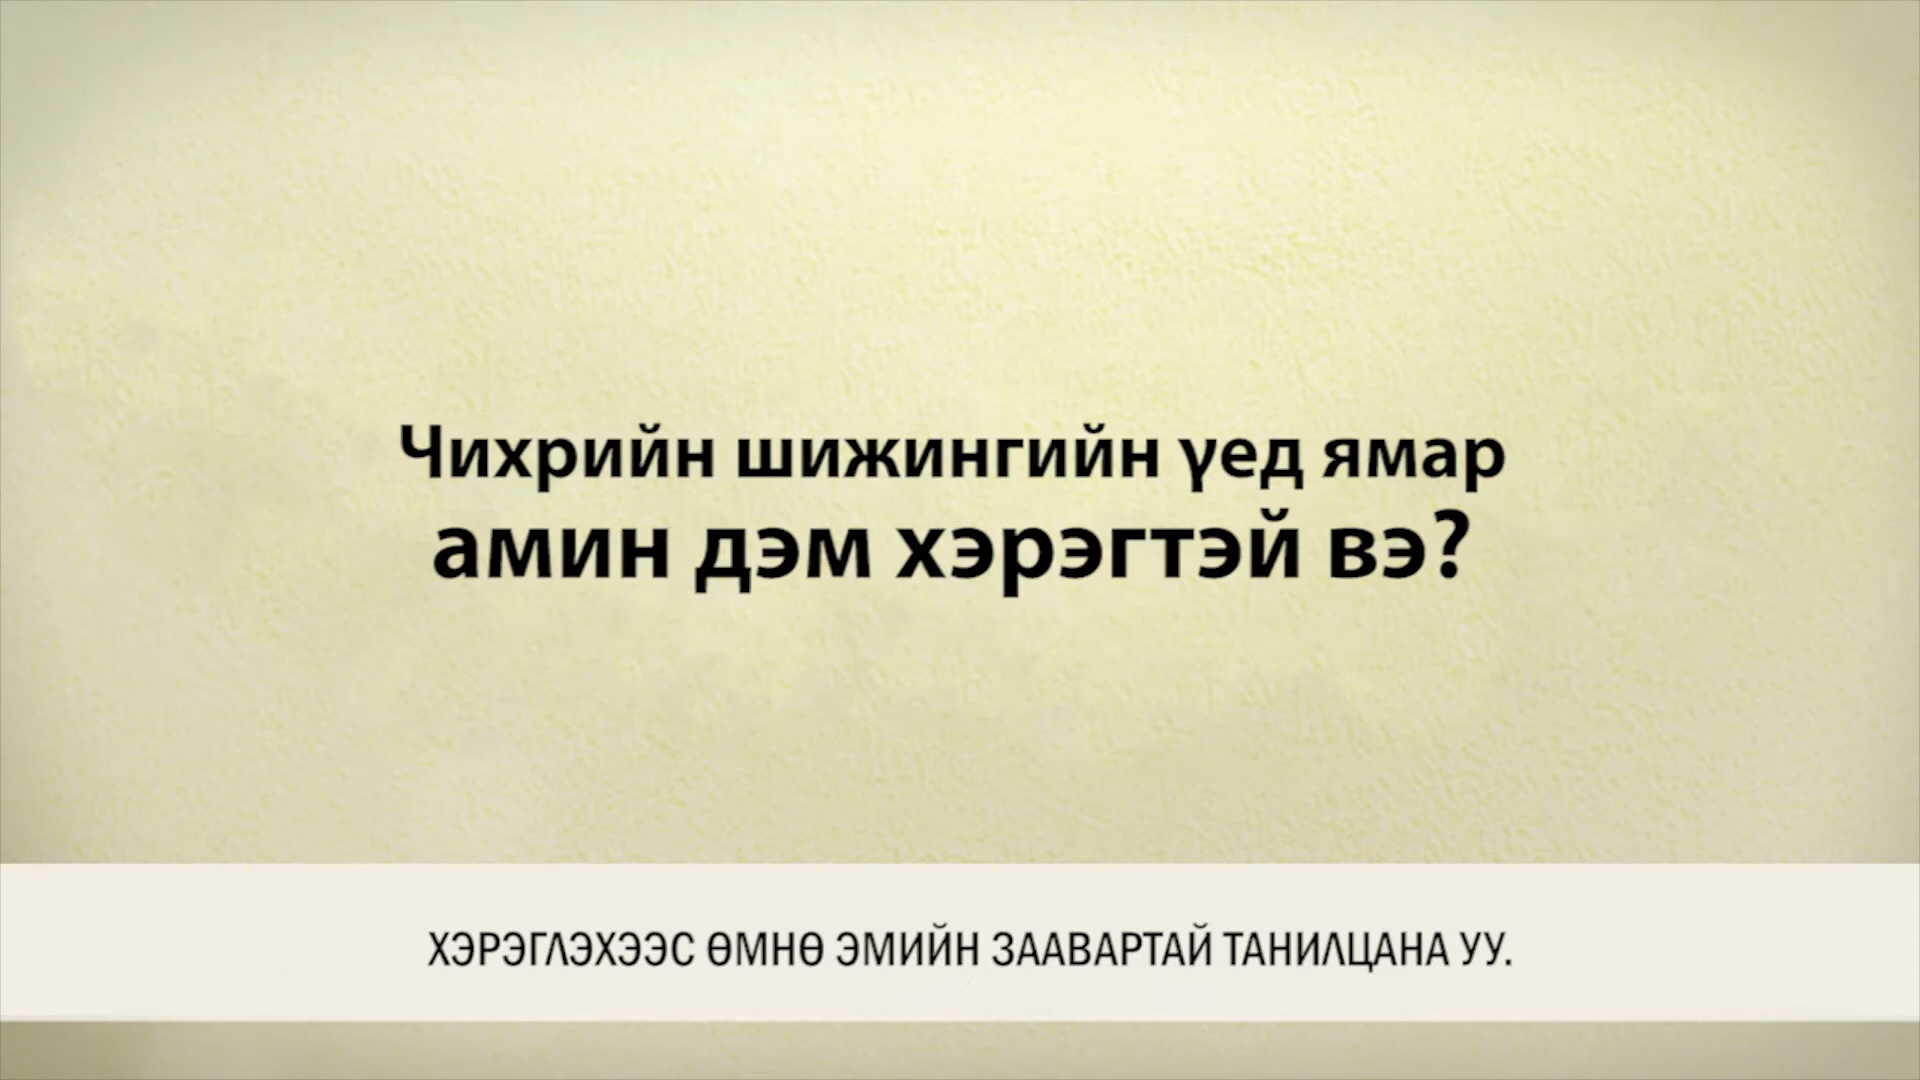 Чихрийн шижингийн үед ямар
амин дэм хэрэгтэй вэ?
ХЭРЭГЛЭХЭЭС ӨМНӨ ЭМИЙН ЗААВАРТАЙ ТАНИЛЦАНА УУ.